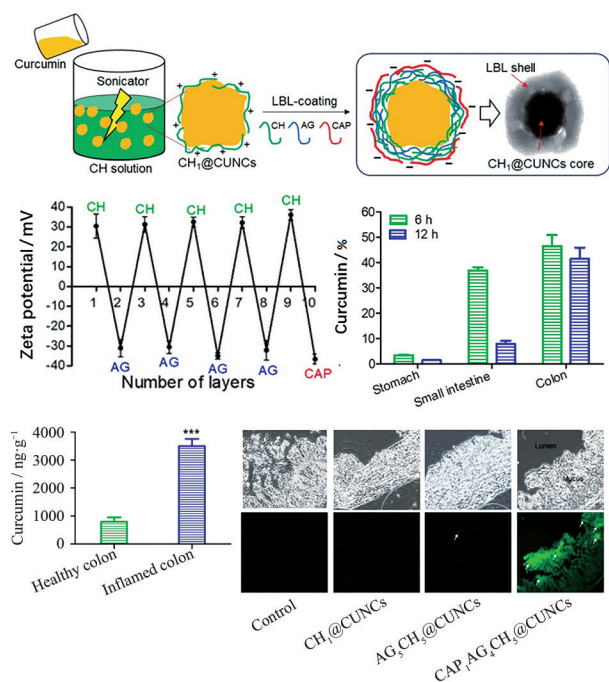 Curcumin
Sonicator
CH solution
CH₁@CUNCs
LBL-coating
CH AG CAP
LBL shell
CH₁@CUNCs core
Zeta potential/mV
40
30
20
10
0
-10
-20
-30
-40
CH CH CH CH CH
1 2 3 4 5 6 7 8 9 10
AG AG AG AG CAP
Number of layers
Curcumin/%
60
50
40
30
20
10
0
6 h
12 h
Stomach
Small intestine
Colon
Curcumin / ng·g⁻¹
4000
3000
2000
1000
0
***
Healthy colon
Inflamed colon
Lumen
Mucus
Control
CH₁@CUNCs
AG₅CH₅@CUNCs
CAP₁AG₄CH₅@CUNCs